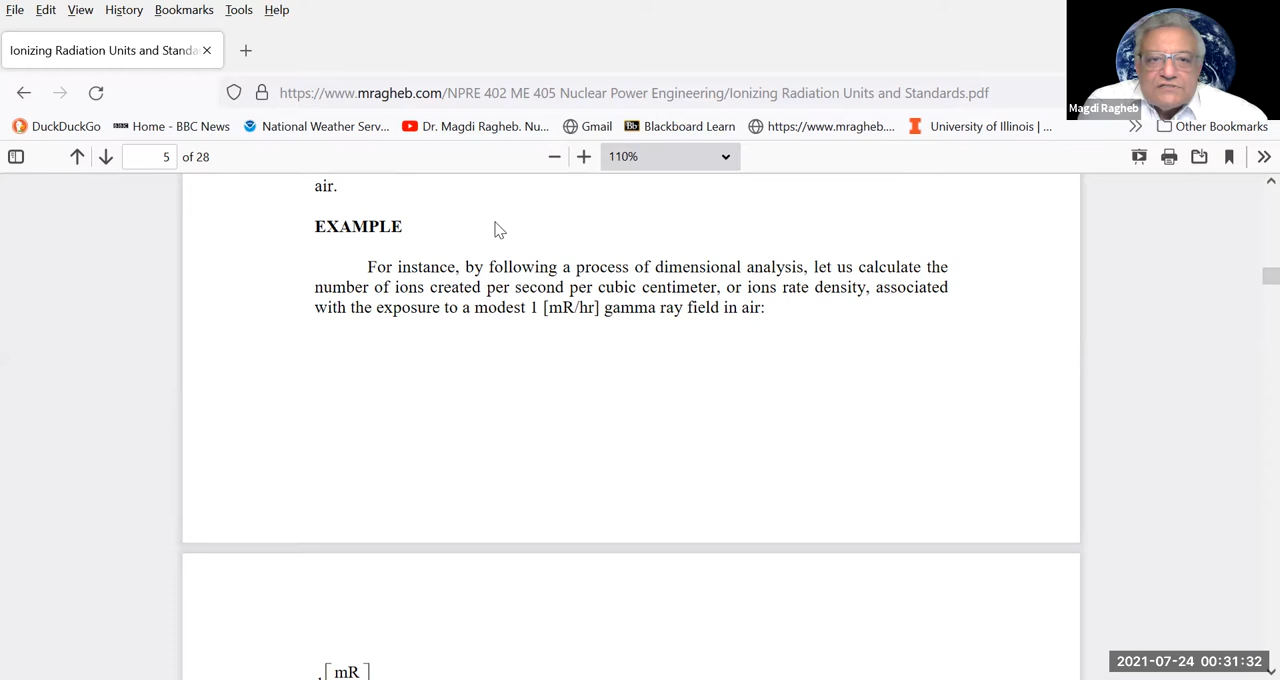 File Edit View History Bookmarks Tools Help
Ionizing Radiation Units and Standa
https://www.mragheb.com/NPRE 402 ME 405 Nuclear Power Engineering/Ionizing Radiation Units and Standards.pdf
Magdi Ragheb
DuckDuckGo BBC Home - BBC News National Weather Serv... Dr. Magdi Ragheb. Nu... Gmail Bb Blackboard Learn https://www.mragheb.... I University of Illinois | ... Other Bookmarks
5 of 28 110%
air.
EXAMPLE
For instance, by following a process of dimensional analysis, let us calculate the
number of ions created per second per cubic centimeter, or ions rate density, associated
with the exposure to a modest 1 [mR/hr] gamma ray field in air:
mR
2021-07-24 00:31:32